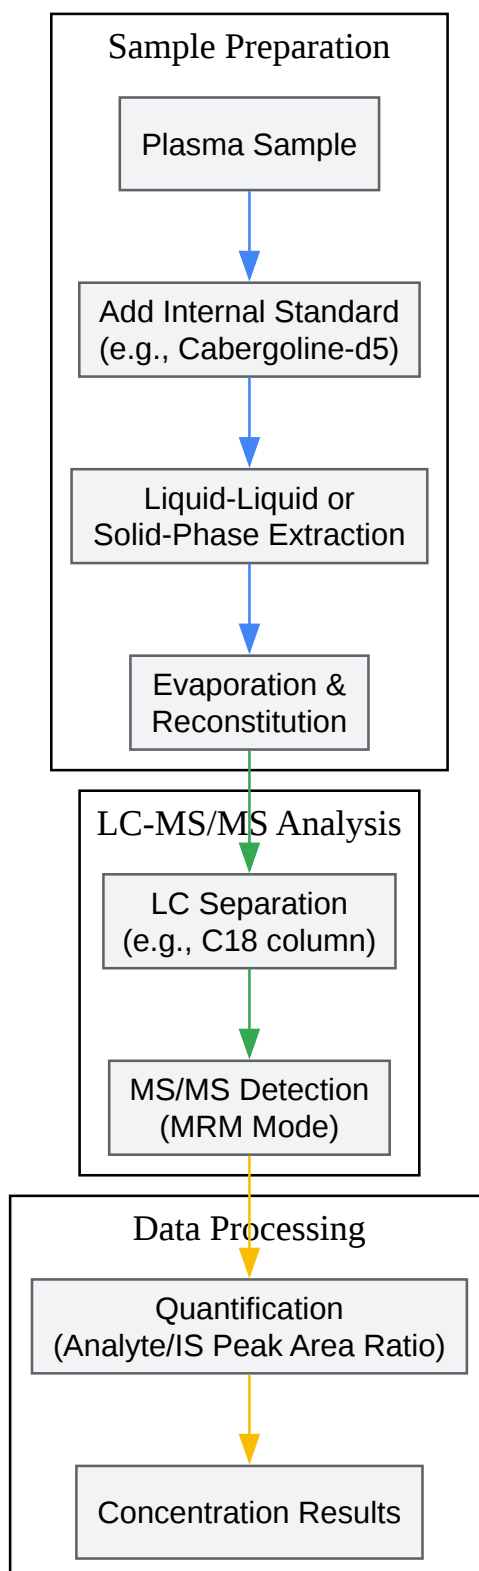 Sample Preparation
Plasma Sample
Add Internal Standard
(e.g., Cabergoline-d5)
Liquid-Liquid or
Solid-Phase Extraction
Evaporation &
Reconstitution
LC-MS/MS Analysis
LC Separation
(e.g., C18 column)
MS/MS Detection
(MRM Mode)
Data Processing
Quantification
(Analyte/IS Peak Area Ratio)
Concentration Results